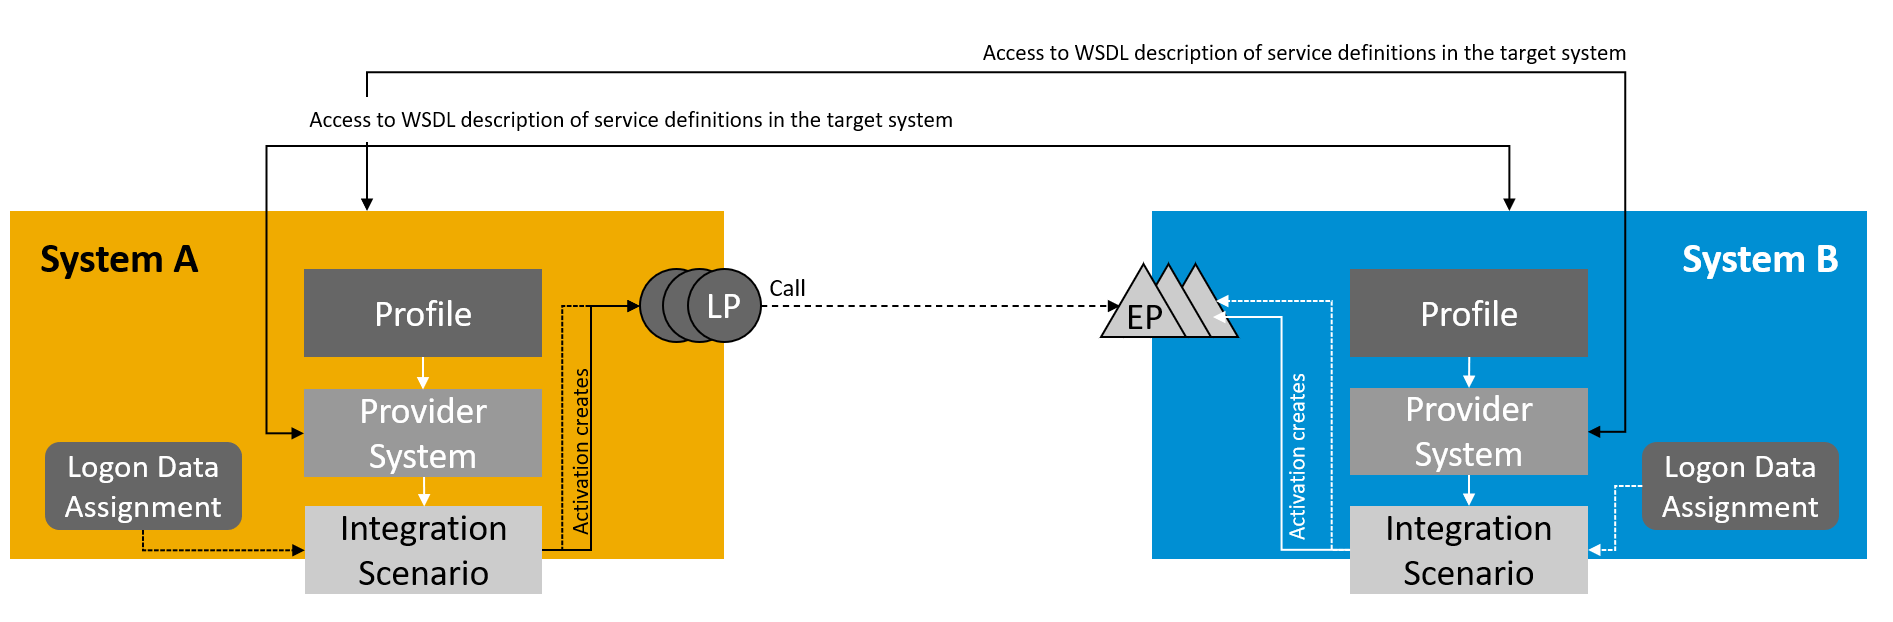 Access to WSDL description of service definitions in the target system
Access to WSDL description of service definitions in the target system
System A
System B
Profile
LP
Call
EP
Profile
Provider
System
Activation creates
Activation creates
Provider
System
Logon Data
Assignment
Logon Data
Assignment
Integration
Scenario
Integration
Scenario